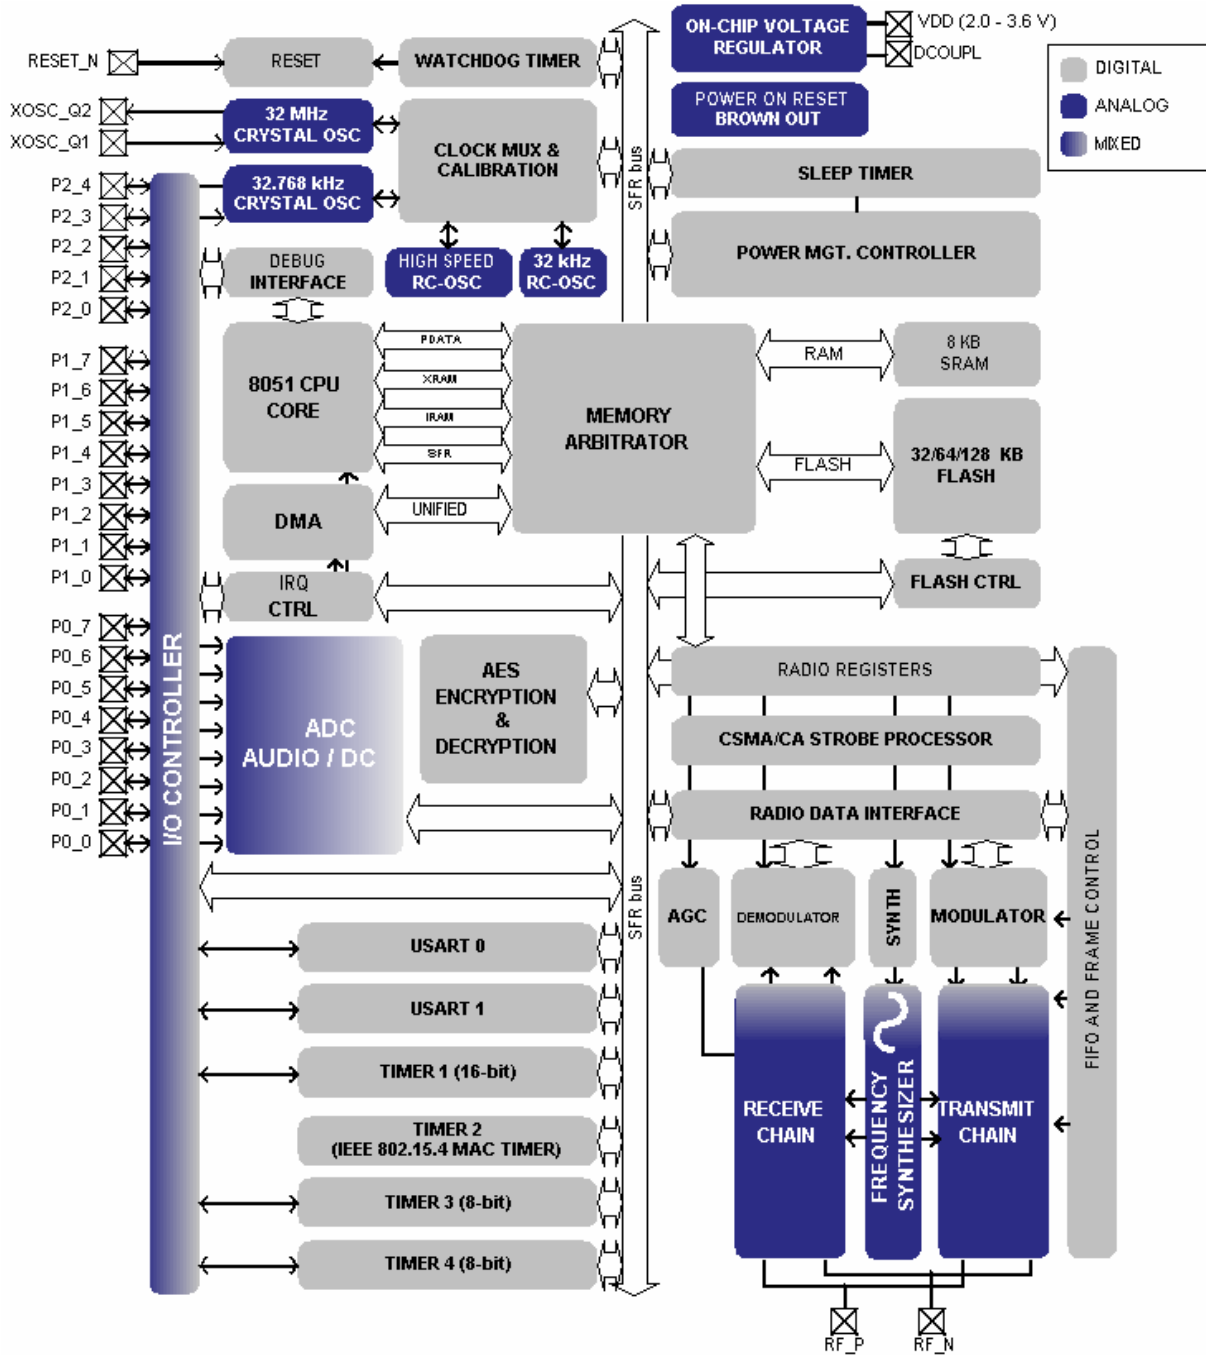 RESET_N
XOSC_Q2
XOSC_Q1
P2_4
P2_3
P2_2
P2_1
P2_0
P1_7
P1_6
P1_5
P1_4
P1_3
P1_2
P1_1
P1_0
P0_7
P0_6
P0_5
P0_4
P0_3
P0_2
P0_1
P0_0
I/O CONTROLLER
RESET
WATCHDOG TIMER
32 MHz
CRYSTAL OSC
32.768 kHz
CRYSTAL OSC
CLOCK MUX &
CALIBRATION
DEBUG
INTERFACE
HIGH SPEED
RC-OSC
32 kHz
RC-OSC
SFR bus
ON-CHIP VOLTAGE
REGULATOR
VDD (2.0 - 3.6 V)
DCOUPL
POWER ON RESET
BROWN OUT
DIGITAL
ANALOG
MIXED
SLEEP TIMER
POWER MGT. CONTROLLER
8051 CPU
CORE
PDATA
XRAM
IRAM
SFR
UNIFIED
DMA
IRQ
CTRL
MEMORY
ARBITRATOR
RAM
8 KB
SRAM
FLASH
32/64/128 KB
FLASH
FLASH CTRL
ADC
AUDIO / DC
AES
ENCRYPTION
&
DECRYPTION
RADIO REGISTERS
CSMA/CA STROBE PROCESSOR
RADIO DATA INTERFACE
FIFO AND FRAME CONTROL
SFR bus
AGC
DEMODULATOR
SYNTH
MODULATOR
USART 0
USART 1
TIMER 1 (16-bit)
TIMER 2
(IEEE 802.15.4 MAC TIMER)
TIMER 3 (8-bit)
TIMER 4 (8-bit)
RECEIVE
CHAIN
FREQUENCY
SYNTHESIZER
TRANSMIT
CHAIN
RF_P
RF_N